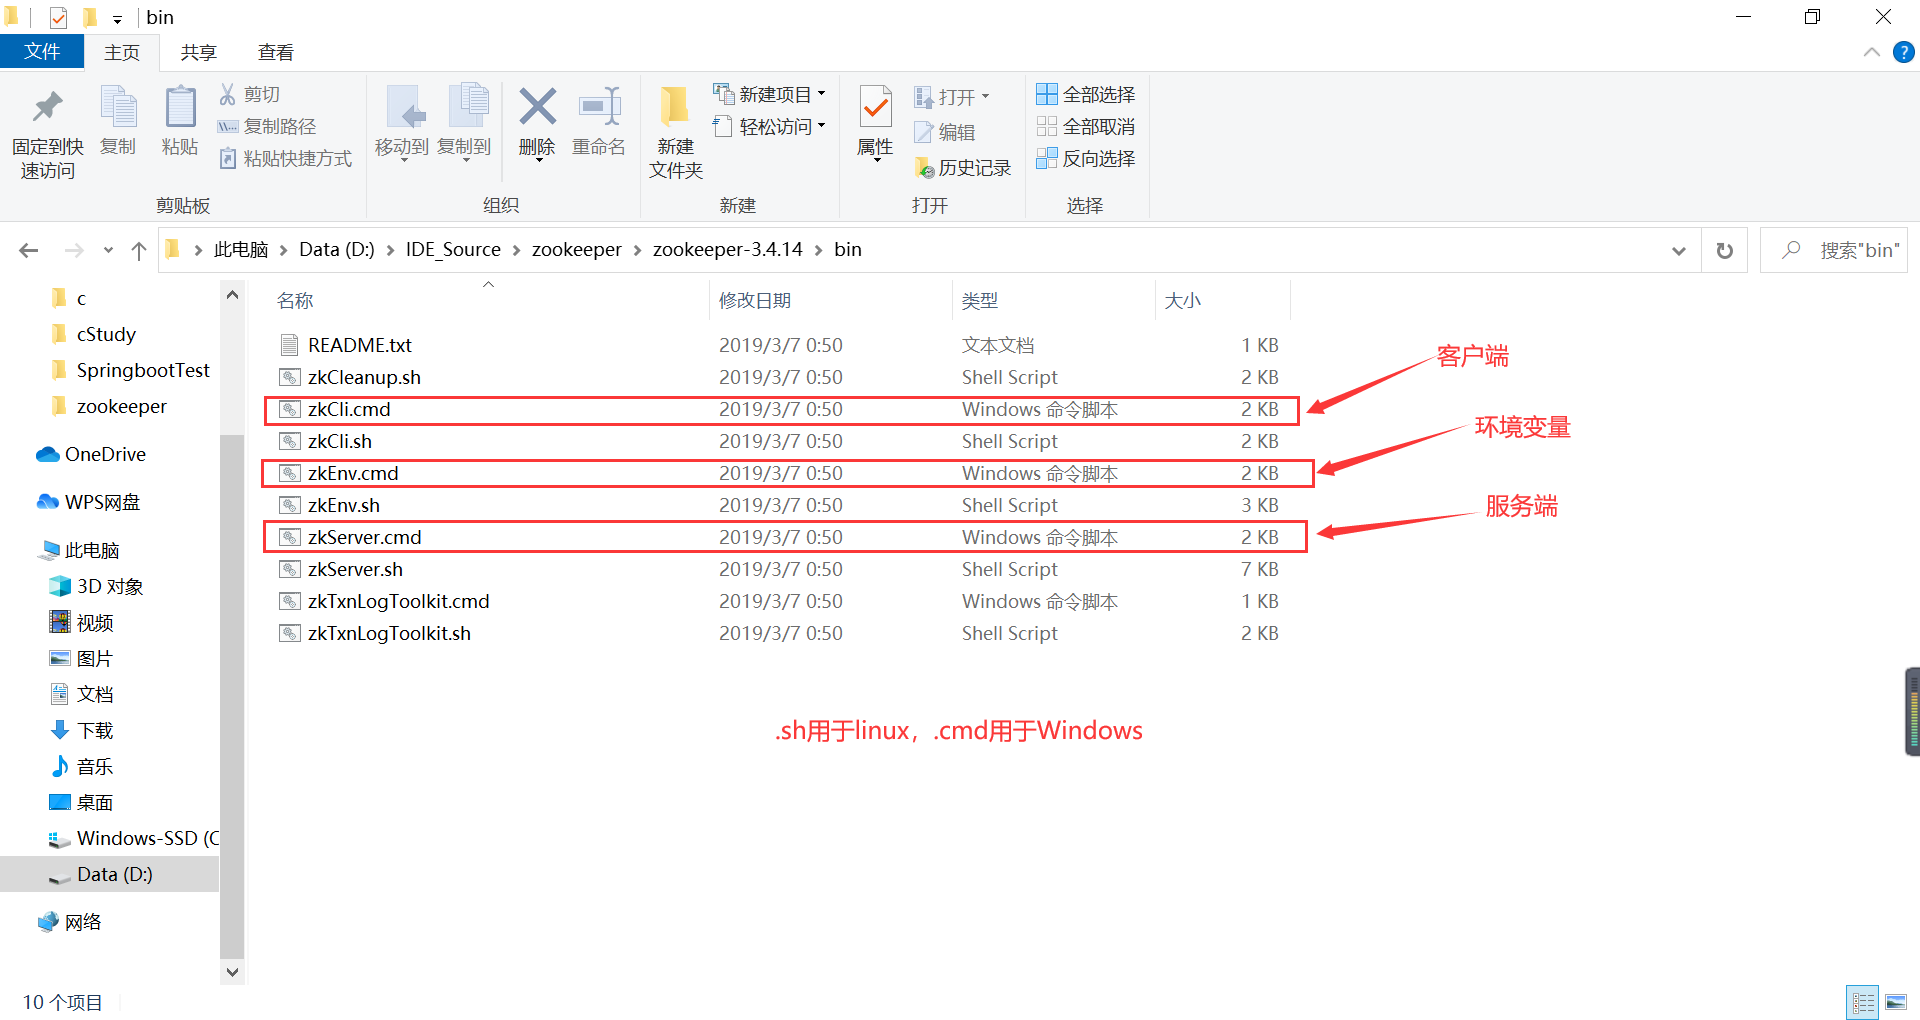 bin
文件 主页 共享 查看
固定到快速访问
复制
粘贴
剪切
复制路径
粘贴快捷方式
剪贴板
移动到
复制到
删除
重命名
组织
新建文件夹
新建项目
轻松访问
新建
属性
打开
编辑
历史记录
打开
全部选择
全部取消
反向选择
选择
此电脑 Data (D:) IDE_Source zookeeper zookeeper-3.4.14 bin
搜索"bin"
c
cStudy
SpringbootTest
zookeeper
OneDrive
WPS网盘
此电脑
3D 对象
视频
图片
文档
下载
音乐
桌面
Windows-SSD (C
Data (D:)
网络
名称 修改日期 类型 大小
README.txt 2019/3/7 0:50 文本文档 1 KB
zkCleanup.sh 2019/3/7 0:50 Shell Script 2 KB
zkCli.cmd 2019/3/7 0:50 Windows 命令脚本 2 KB
zkCli.sh 2019/3/7 0:50 Shell Script 2 KB
zkEnv.cmd 2019/3/7 0:50 Windows 命令脚本 2 KB
zkEnv.sh 2019/3/7 0:50 Shell Script 3 KB
zkServer.cmd 2019/3/7 0:50 Windows 命令脚本 2 KB
zkServer.sh 2019/3/7 0:50 Shell Script 7 KB
zkTxnLogToolkit.cmd 2019/3/7 0:50 Windows 命令脚本 1 KB
zkTxnLogToolkit.sh 2019/3/7 0:50 Shell Script 2 KB
客户端
环境变量
服务端
.sh用于linux，.cmd用于Windows
10 个项目